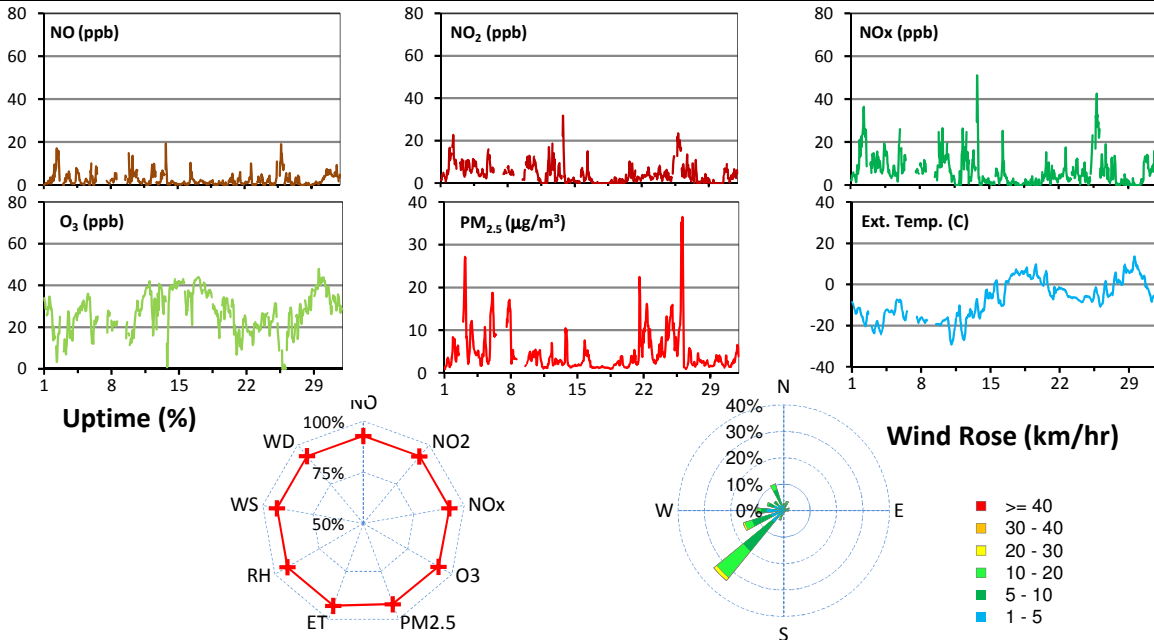 NO (ppb)
80
60
40
20
0
NO₂ (ppb)
80
60
40
20
0
NOx (ppb)
80
60
40
20
0
O₃ (ppb)
80
60
40
20
0
1 8 15 22 29
PM₂.₅ (µg/m³)
40
30
20
10
0
1 8 15 22 29
Ext. Temp. (C)
40
20
0
-20
-40
1 8 15 22 29
Uptime (%)
NO
NO2
NOx
O3
PM2.5
ET
RH
WS
WD
100%
75%
50%
Wind Rose (km/hr)
N
E
S
W
40%
30%
20%
10%
0%
>= 40
30 - 40
20 - 30
10 - 20
5 - 10
1 - 5